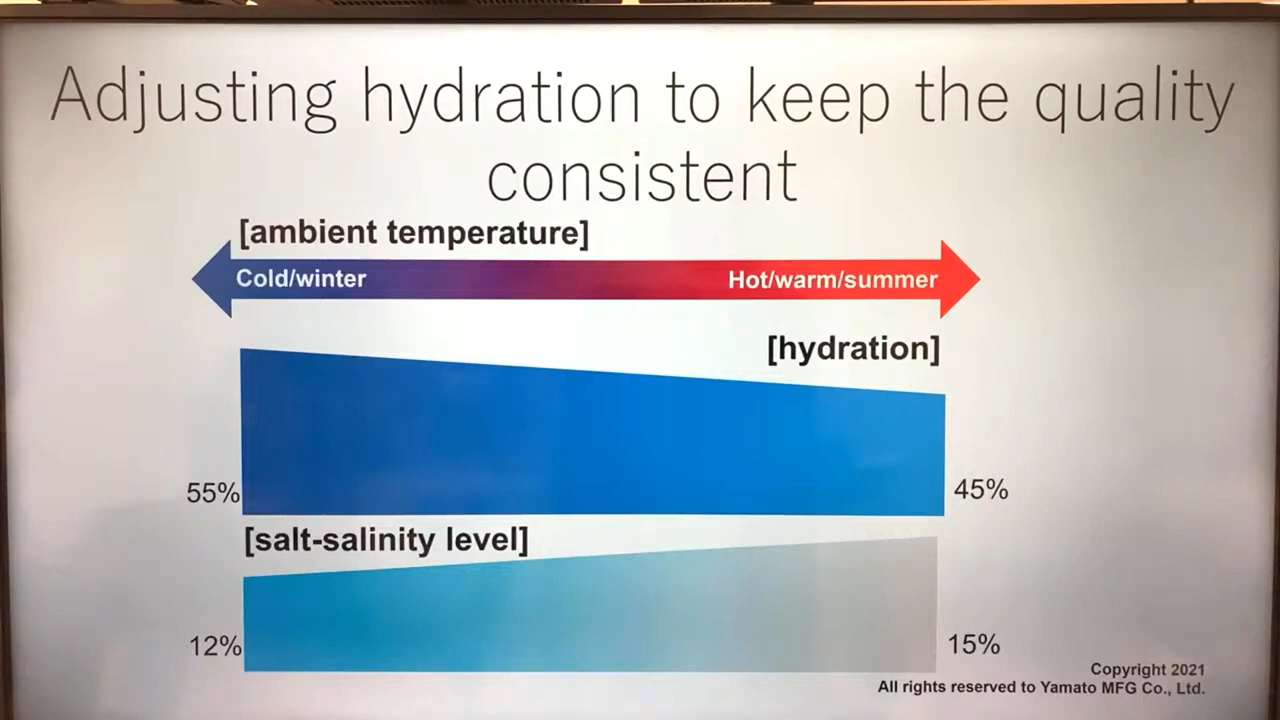 Adjusting hydration to keep the quality
consistent
[ambient temperature]
Cold/winter
Hot/warm/summer
[hydration]
55%
45%
[salt-salinity level]
12%
15%
Copyright 2021
All rights reserved to Yamato MFG Co., Ltd.